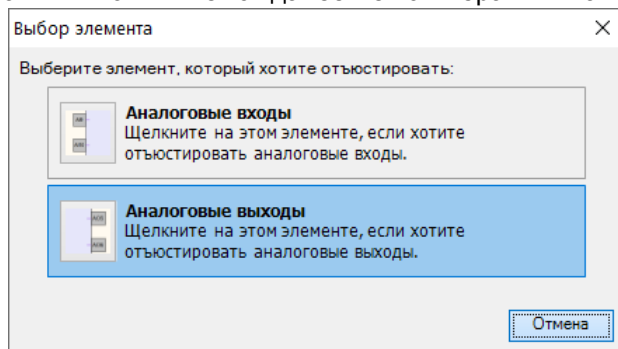 Выбор элемента
Выберите элемент, который хотите отъюстировать:
Аналоговые входы
Щелкните на этом элементе, если хотите
отъюстировать аналоговые входы.
Аналоговые выходы
Щелкните на этом элементе, если хотите
отъюстировать аналоговые выходы.
Отмена